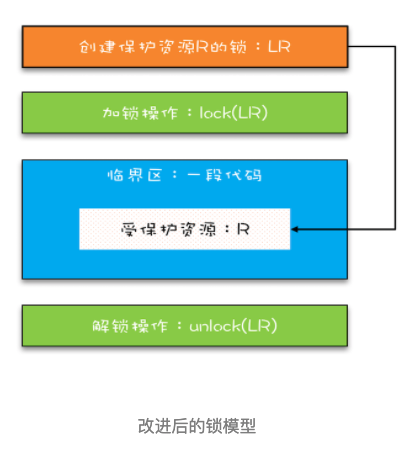 创建保护资源R的锁：LR
加锁操作：lock(LR)
临界区：一段代码
受保护资源：R
解锁操作：unlock(LR)
改进后的锁模型